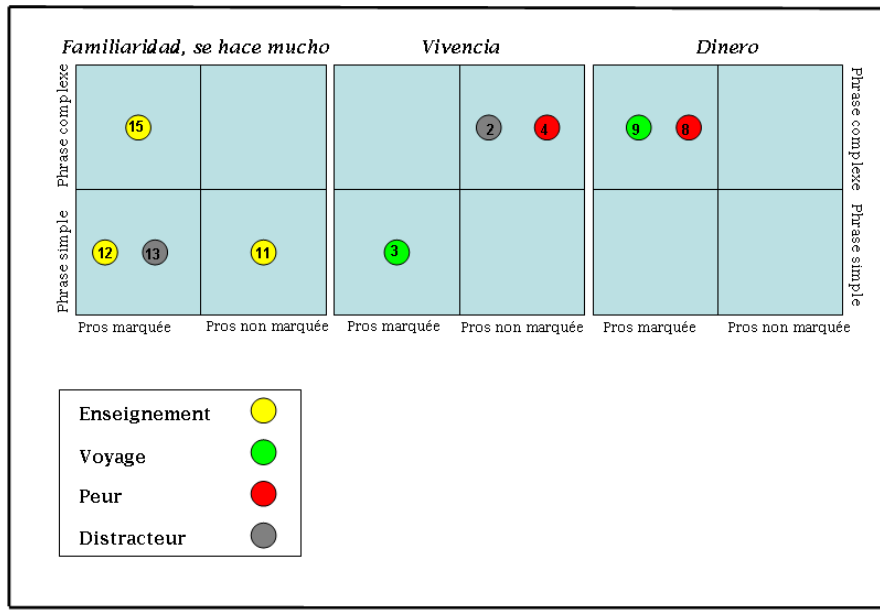 Familiaridad, se hace mucho
Vivencia
Dinero
Phrase complexe
15
2
4
9
8
Phrase complexe
Phrase simple
12
13
11
3
Phrase simple
Pros marquée
Pros non marquée
Pros marquée
Pros non marquée
Pros marquée
Pros non marquée
Enseignement
Voyage
Peur
Distracteur